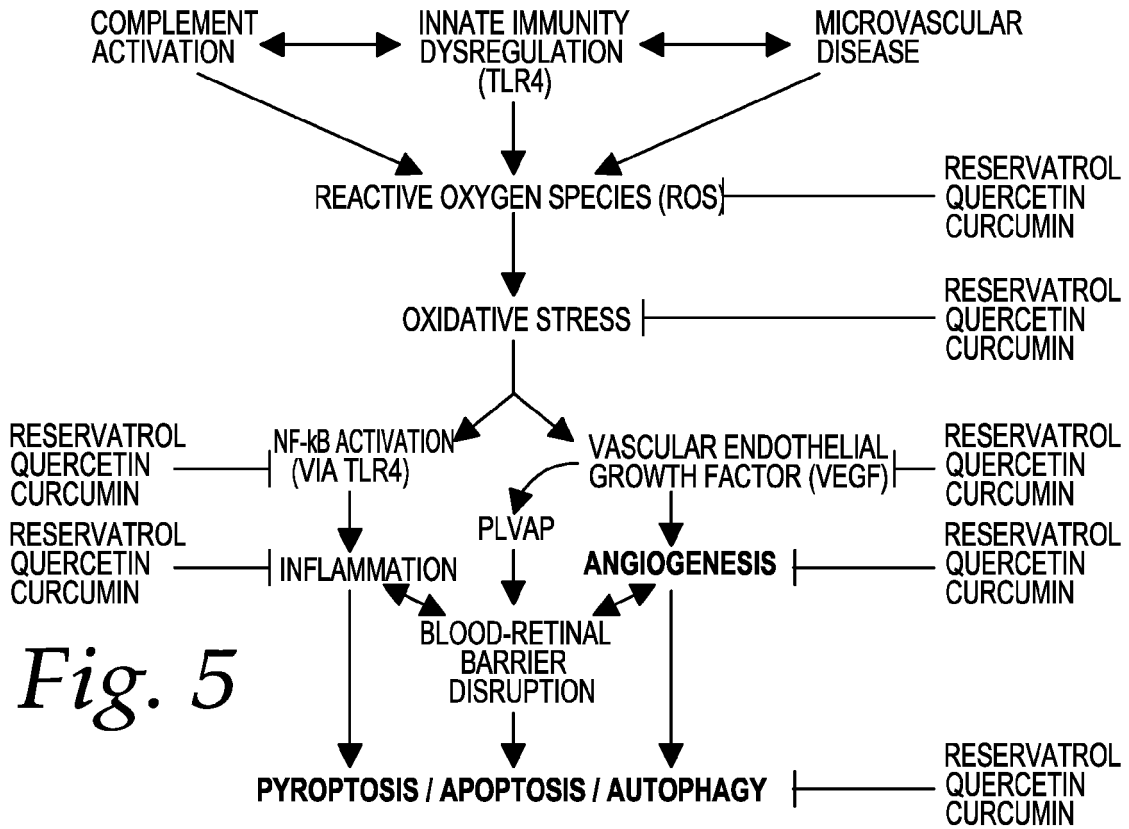 COMPLEMENT
ACTIVATION
INNATE IMMUNITY
DYSREGULATION
(TLR4)
MICROVASCULAR
DISEASE
REACTIVE OXYGEN SPECIES (ROS)
RESERVATROL
QUERCETIN
CURCUMIN
OXIDATIVE STRESS
RESERVATROL
QUERCETIN
CURCUMIN
RESERVATROL
QUERCETIN
CURCUMIN
NF-kB ACTIVATION
(VIA TLR4)
VASCULAR ENDOTHELIAL
GROWTH FACTOR (VEGF)
RESERVATROL
QUERCETIN
CURCUMIN
PLVAP
RESERVATROL
QUERCETIN
CURCUMIN
INFLAMMATION
ANGIOGENESIS
RESERVATROL
QUERCETIN
CURCUMIN
BLOOD-RETINAL
BARRIER
DISRUPTION
Fig. 5
PYROPTOSIS / APOPTOSIS / AUTOPHAGY
RESERVATROL
QUERCETIN
CURCUMIN